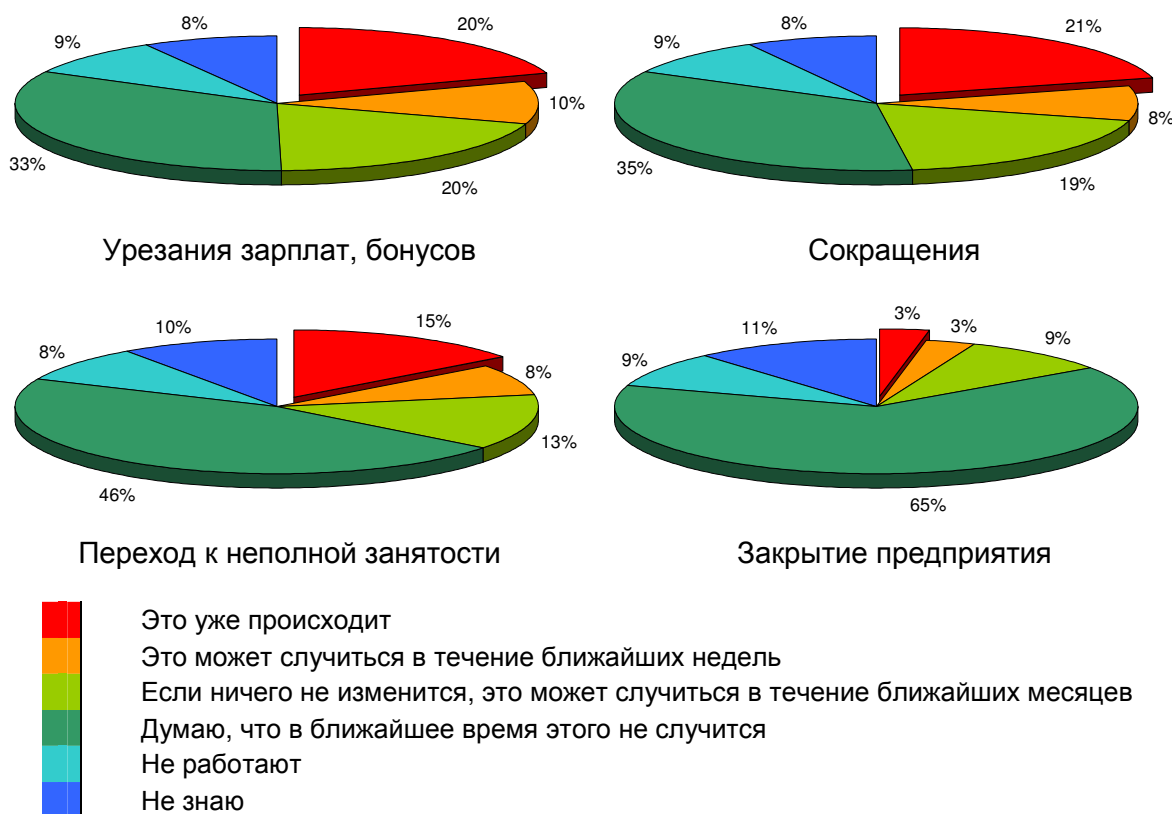 8%
20%
9%
10%
33%
20%
Урезания зарплат, бонусов
8%
21%
9%
8%
35%
19%
Сокращения
10%
15%
8%
8%
13%
46%
Переход к неполной занятости
11%
3%
3%
9%
9%
65%
Закрытие предприятия
Это уже происходит
Это может случиться в течение ближайших недель
Если ничего не изменится, это может случиться в течение ближайших месяцев
Думаю, что в ближайшее время этого не случится
Не работают
Не знаю